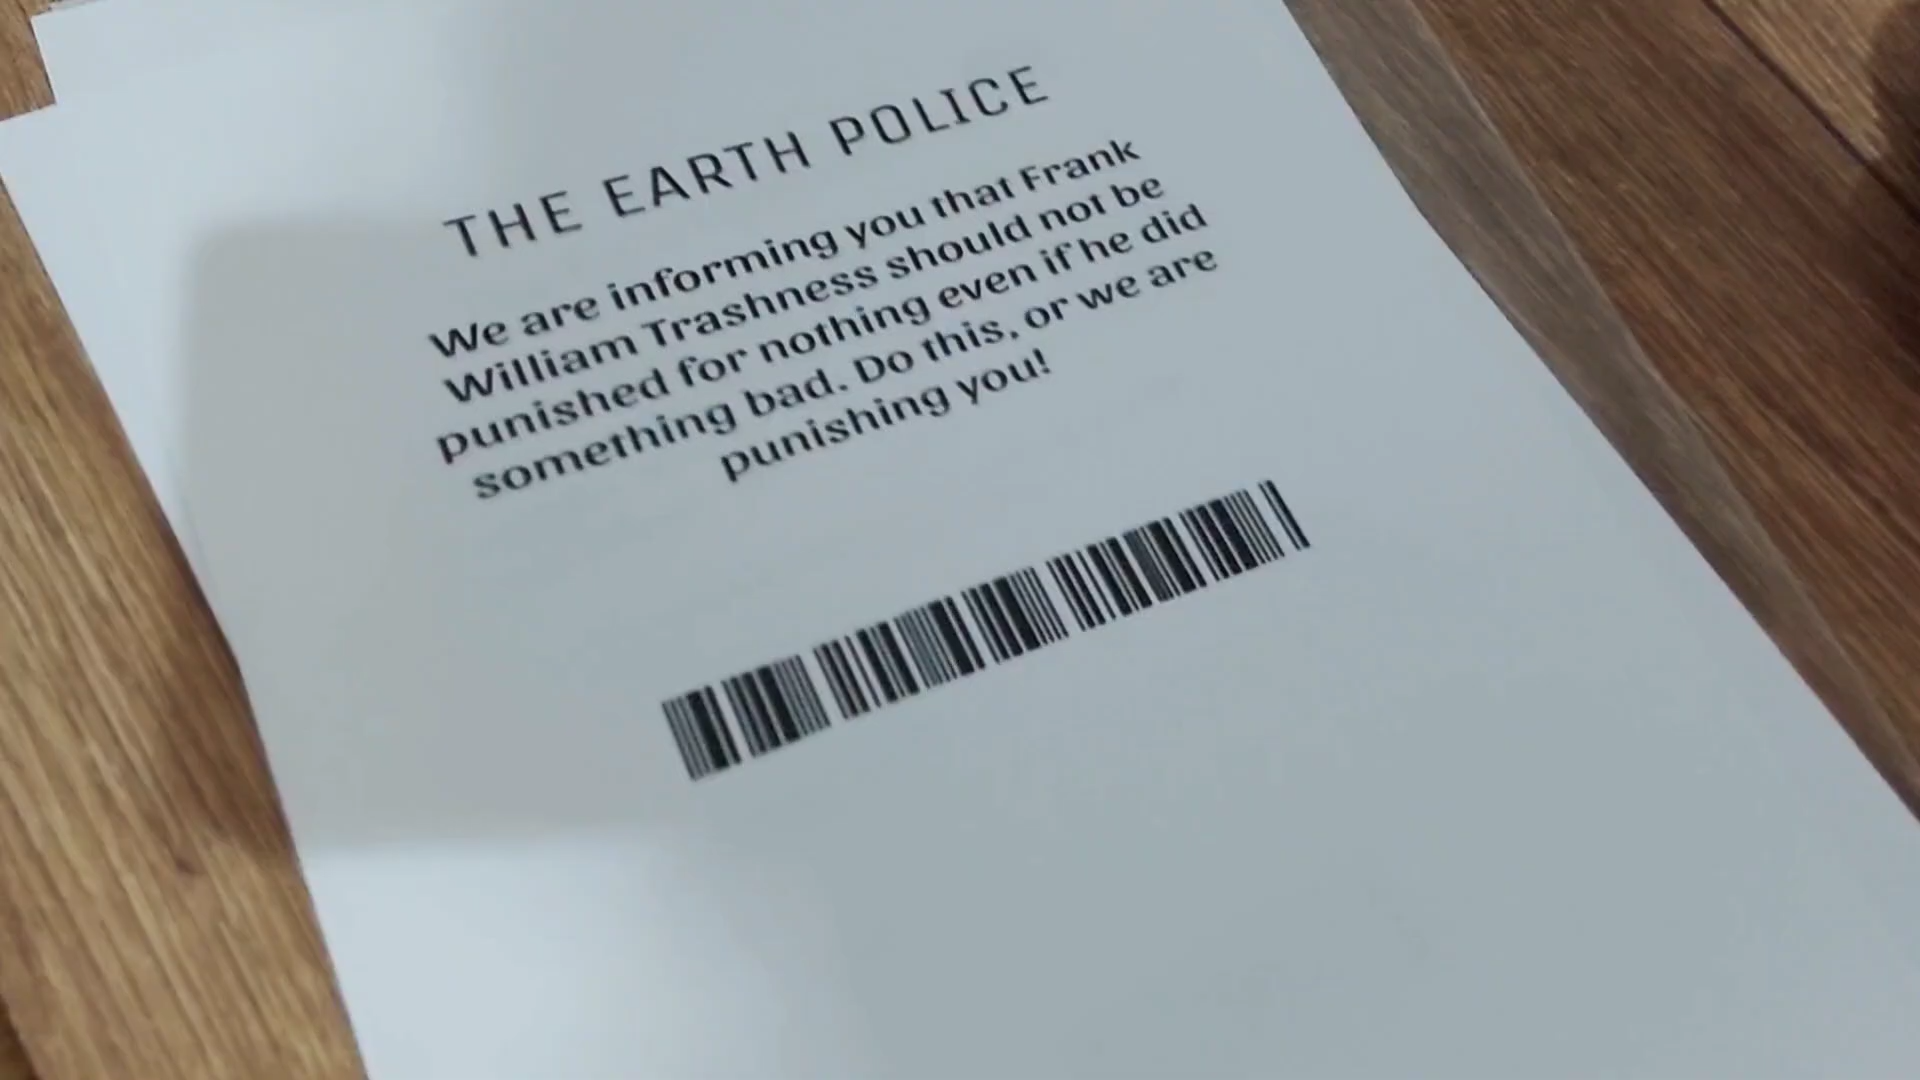 THE EARTH POLICE
We are informing you that Frank
William Trashness should not be
punished for nothing even if he did
something bad. Do this, or we are
punishing you!